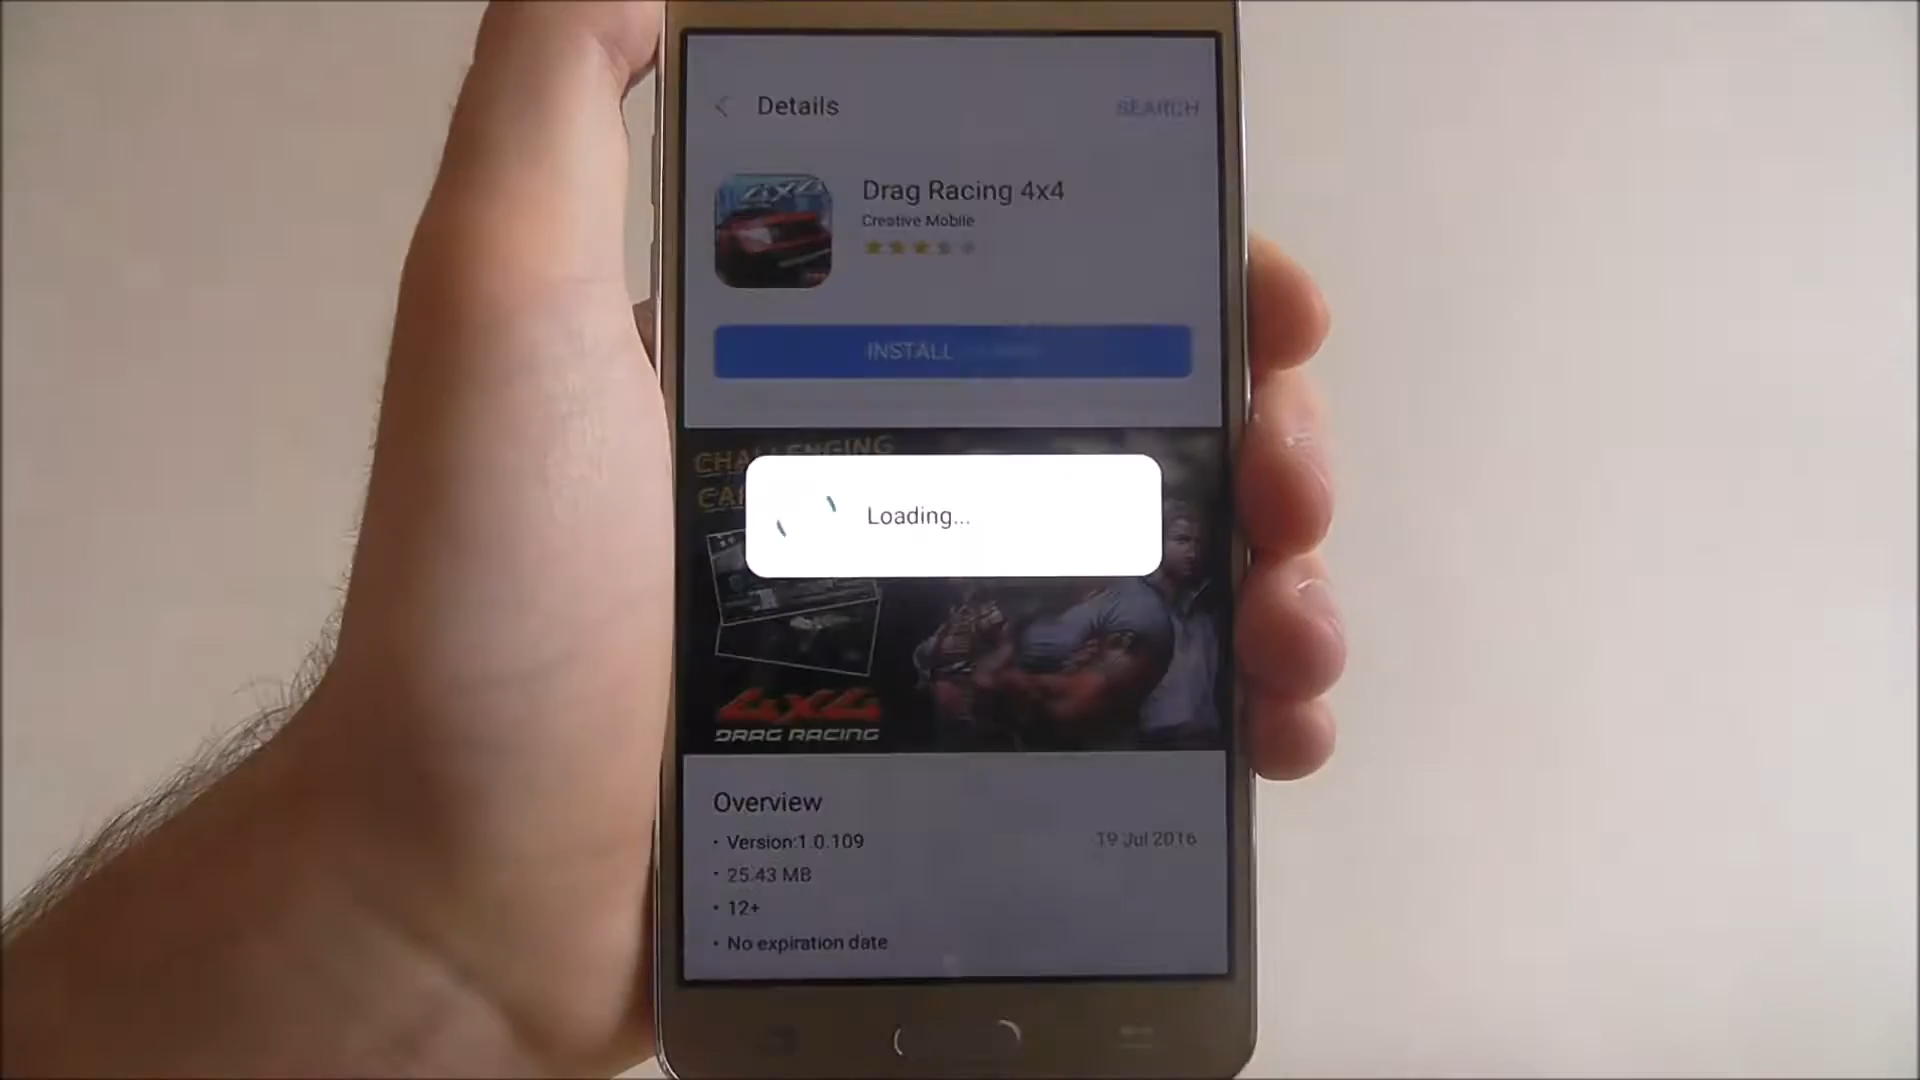 Details
SEARCH
4X4
Drag Racing 4x4
Creative Mobile
INSTALL
CHALLENGING
Loading...
4X4
DRAG RACING
Overview
• Version:1.0.109
19 Jul 2016
• 25.43 MB
• 12+
• No expiration date